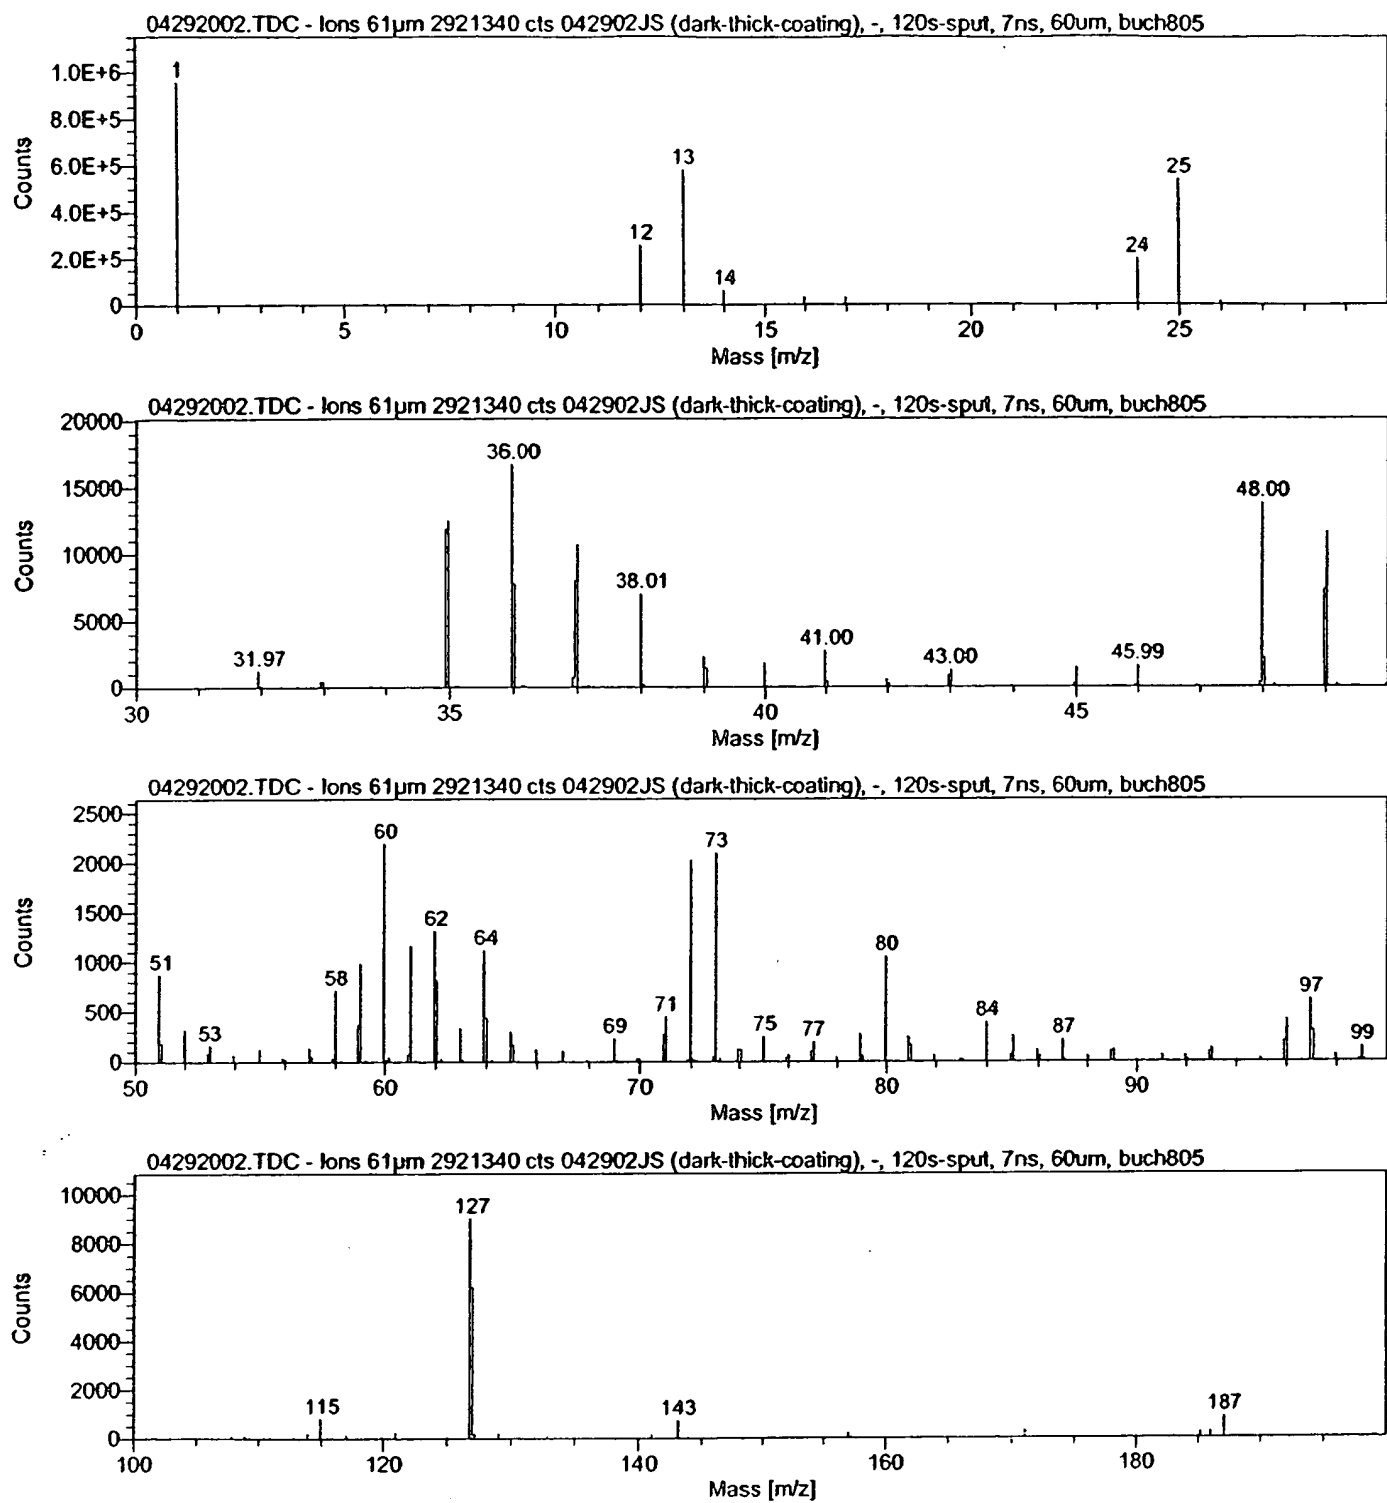 04292002.TDC - Ions 61µm 2921340 cts 042902JS (dark-thick-coating), -, 120s-sput, 7ns, 60um, buch805
1.0E+6
8.0E+5
6.0E+5
4.0E+5
2.0E+5
0
Counts
1
12
13
14
24
25
0 5 10 15 20 25
Mass [m/z]
04292002.TDC - Ions 61µm 2921340 cts 042902JS (dark-thick-coating), -, 120s-sput, 7ns, 60um, buch805
20000
15000
10000
5000
0
Counts
31.97
36.00
38.01
41.00
43.00
45.99
48.00
30 35 40 45
Mass [m/z]
04292002.TDC - Ions 61µm 2921340 cts 042902JS (dark-thick-coating), -, 120s-sput, 7ns, 60um, buch805
2500
2000
1500
1000
500
0
Counts
51
53
58
60
62
64
69
71
73
75
77
80
84
87
97
99
50 60 70 80 90
Mass [m/z]
04292002.TDC - Ions 61µm 2921340 cts 042902JS (dark-thick-coating), -, 120s-sput, 7ns, 60um, buch805
10000
8000
6000
4000
2000
0
Counts
115
127
143
187
100 120 140 160 180
Mass [m/z]